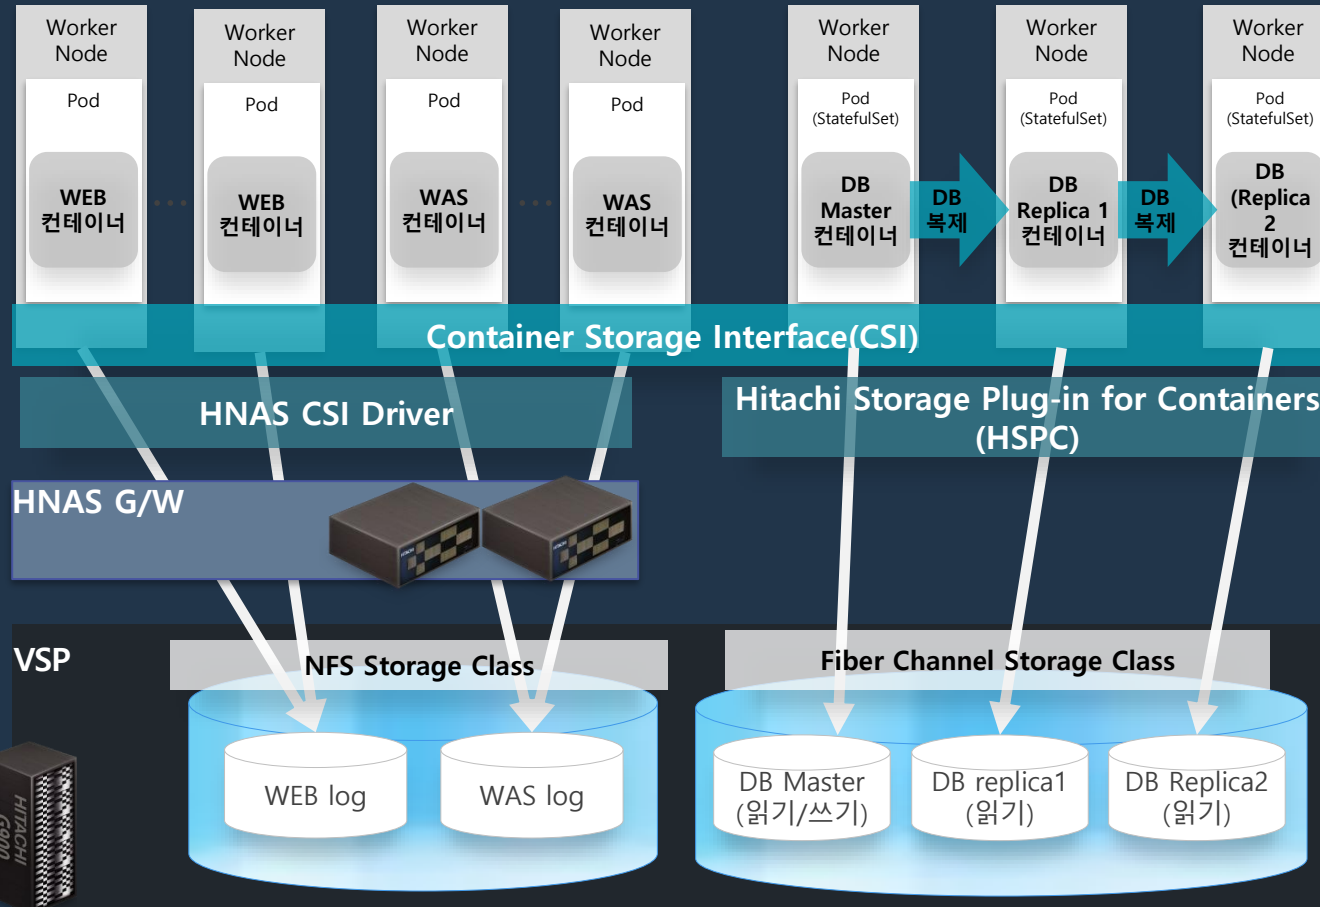 Worker
Node
Worker
Node
Worker
Node
Worker
Node
Worker
Node
Worker
Node
Worker
Node
Pod
Pod
Pod
Pod
Pod
(StatefulSet)
Pod
(StatefulSet)
Pod
(StatefulSet)
WEB
컨테이너
...
WEB
컨테이너
WAS
컨테이너
...
WAS
컨테이너
DB
Master
컨테이너
DB
복제
DB
Replica 1
컨테이너
DB
복제
DB
(Replica
2
컨테이너
Container Storage Interface(CSI)
HNAS CSI Driver
Hitachi Storage Plug-in for Containers
(HSPC)
HNAS G/W
HITACHI
HITACHI
VSP
NFS Storage Class
Fiber Channel Storage Class
WEB log
WAS log
DB Master
(읽기/쓰기)
DB replica1
(읽기)
DB Replica2
(읽기)
HITACHI
G900